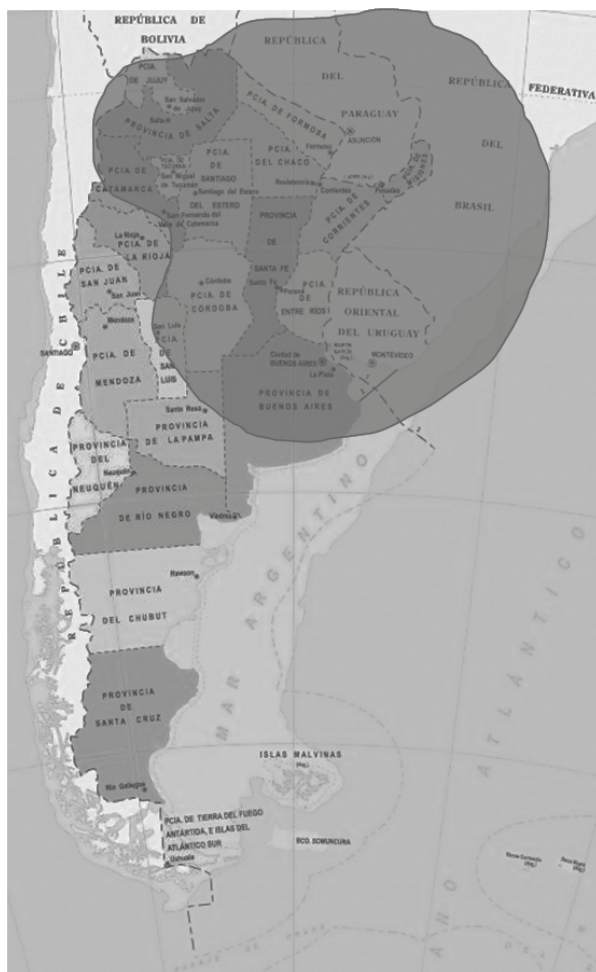 REPÚBLICA DE
BOLIVIA
REPÚBLICA
DEL
PARAGUAY
ASUNCIÓN
REPÚBLICA
FEDERATIVA
DEL
BRASIL
PCIA.
DE JUJUY
San Salvador
de Jujuy
Salta
PROVINCIA DE SALTA
PCIA. DE FORMOSA
Formosa
PCIA.
DEL CHACO
Resistencia
Corrientes
Posadas
PCIA. DE
MISIONES
PCIA. DE
CORRIENTES
PCIA. DE
TUCUMÁN
San Miguel
de Tucumán
PCIA.
DE
SANTIAGO
Santiago del Estero
DEL ESTERO
PCIA. DE
CATAMARCA
San Fernando del
Valle de Catamarca
La Rioja
PCIA. DE
LA RIOJA
PROVINCIA
DE
SANTA FE
Santa Fe
PCIA. DE
SAN JUAN
San Juan
Córdoba
PCIA. DE
CÓRDOBA
Paraná
PCIA.
DE
ENTRE RÍOS
REPÚBLICA
ORIENTAL
DEL URUGUAY
MONTEVIDEO
Mendoza
SANTIAGO
PCIA. DE
MENDOZA
San Luis
PCIA.
DE
SAN
LUIS
Ciudad de
BUENOS AIRES
La Plata
PROVINCIA DE
BUENOS AIRES
Santa Rosa
PROVINCIA
DE LA PAMPA
PROVINCIA
DEL
NEUQUÉN
Neuquén
PROVINCIA
DE RÍO NEGRO
Viedma
REPÚBLICA DE CHILE
Rawson
PROVINCIA
DEL CHUBUT
PROVINCIA
DE
SANTA CRUZ
Río Gallegos
MAR ARGENTINO
ISLAS MALVINAS
(Arg.)
PCIA. DE TIERRA DEL FUEGO
ANTÁRTIDA, E ISLAS DEL
ATLÁNTICO SUR
Ushuaia
BCO. BURDWOOD
ATLÁNTICO